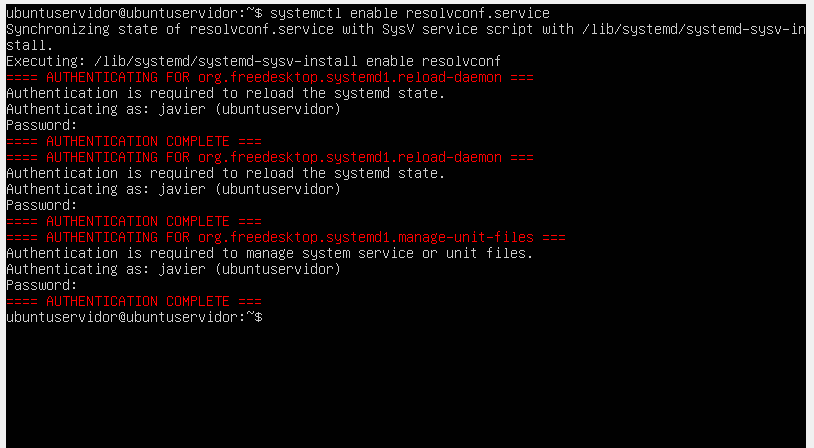 ubuntuservidor@ubuntuservidor:~$ systemctl enable resolvconf.service
Synchronizing state of resolvconf.service with SysV service script with /lib/systemd/systemd-sysv-in
stall.
Executing: /lib/systemd/systemd-sysv-install enable resolvconf
==== AUTHENTICATING FOR org.freedesktop.systemd1.reload-daemon ===
Authentication is required to reload the systemd state.
Authenticating as: javier (ubuntuservidor)
Password:
==== AUTHENTICATION COMPLETE ===
==== AUTHENTICATING FOR org.freedesktop.systemd1.reload-daemon ===
Authentication is required to reload the systemd state.
Authenticating as: javier (ubuntuservidor)
Password:
==== AUTHENTICATION COMPLETE ===
==== AUTHENTICATING FOR org.freedesktop.systemd1.manage-unit-files ===
Authentication is required to manage system service or unit files.
Authenticating as: javier (ubuntuservidor)
Password:
==== AUTHENTICATION COMPLETE ===
ubuntuservidor@ubuntuservidor:~$